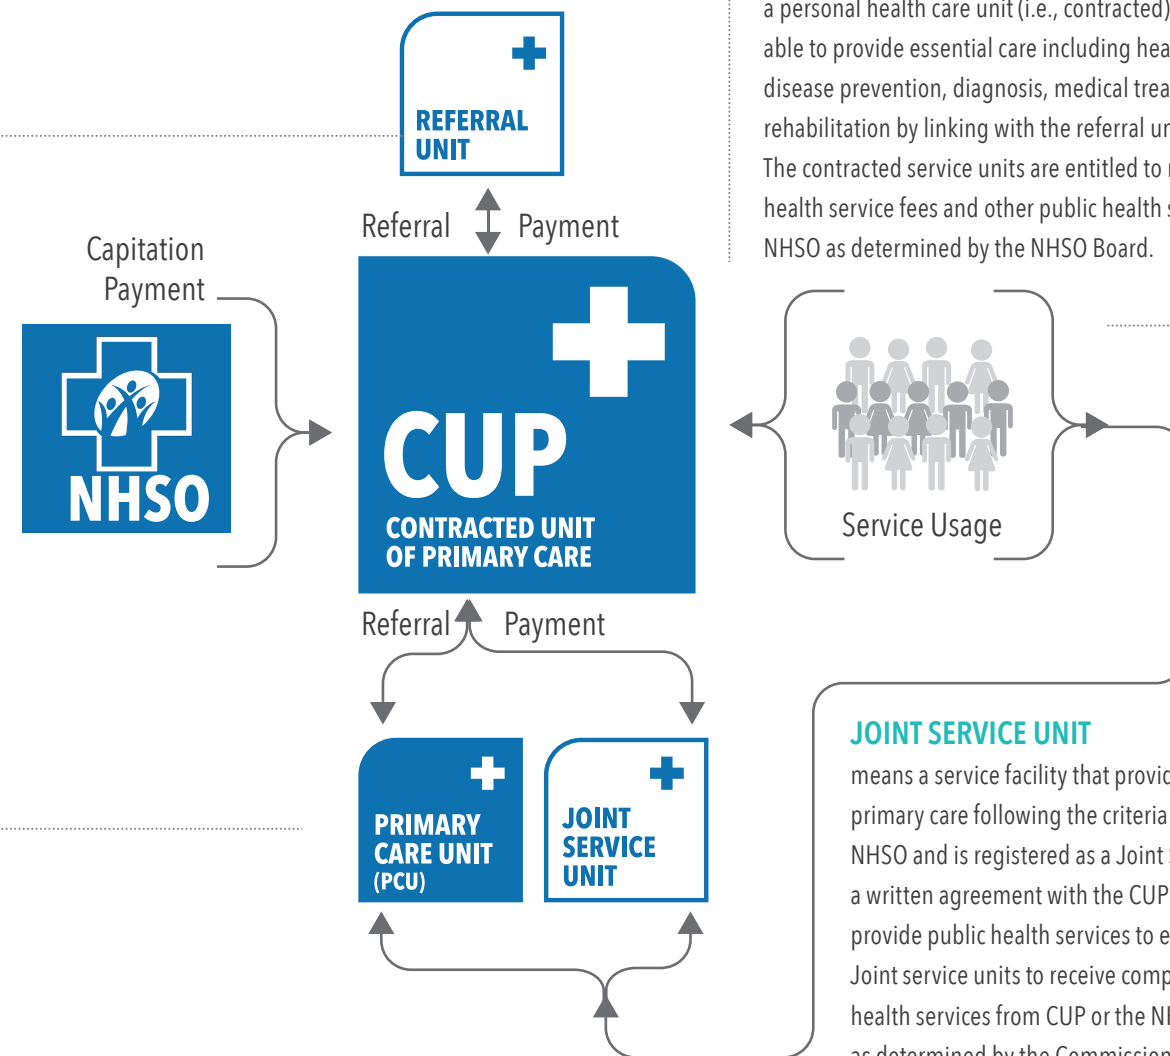 a personal health care unit (i.e., contracted)
able to provide essential care including
disease prevention, diagnosis, medical
rehabilitation by linking with the referral
The contracted service units are entitled to
health service fees and other public health
NHSO as determined by the NHSO Board.
REFERRAL
UNIT
Referral
Payment
Capitation
Payment
NHSO
CUP
CONTRACTED UNIT
OF PRIMARY CARE
Service Usage
Referral
Payment
PRIMARY
CARE UNIT
(PCU)
JOINT
SERVICE
UNIT
JOINT SERVICE UNIT
means a service facility that
primary care following the criteria
NHSO and is registered as a Joint
a written agreement with the CUP
provide public health services to
Joint service units to receive
health services from CUP or the
as determined by the